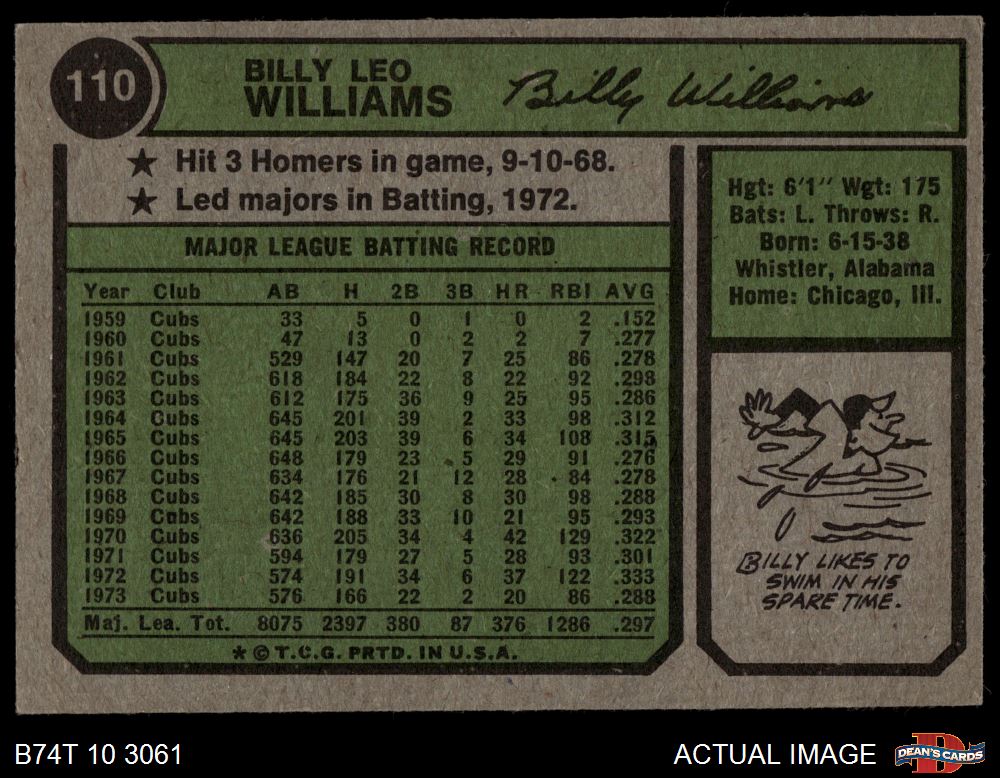 110
BILLY LEO
WILLIAMS
Billy Williams
★ Hit 3 Homers in game, 9-10-68.
★ Led majors in Batting, 1972.
MAJOR LEAGUE BATTING RECORD
Year Club AB H 2B 3B HR RBI AVG
1959 Cubs 33 5 0 1 0 2 .152
1960 Cubs 47 13 0 2 2 7 .277
1961 Cubs 529 147 20 7 25 86 .278
1962 Cubs 618 184 22 8 22 92 .298
1963 Cubs 612 175 36 9 25 95 .286
1964 Cubs 645 201 39 2 33 98 .312
1965 Cubs 645 203 39 6 34 108 .315
1966 Cubs 648 179 23 5 29 91 .276
1967 Cubs 634 176 21 12 28 84 .278
1968 Cubs 642 185 30 8 30 98 .288
1969 Cubs 642 188 33 10 21 95 .293
1970 Cubs 636 205 34 4 42 129 .322
1971 Cubs 594 179 27 5 28 93 .301
1972 Cubs 574 191 34 6 37 122 .333
1973 Cubs 576 166 22 2 20 86 .288
Maj. Lea. Tot. 8075 2397 380 87 376 1286 .297
* © T.C.G. PRTD. IN U.S.A.
Hgt: 6'1" Wgt: 175
Bats: L. Throws: R.
Born: 6-15-38
Whistler, Alabama
Home: Chicago, Ill.
BILLY LIKES TO
SWIM IN HIS
SPARE TIME.
B74T 10 3061
ACTUAL IMAGE
DEAN'S CARDS